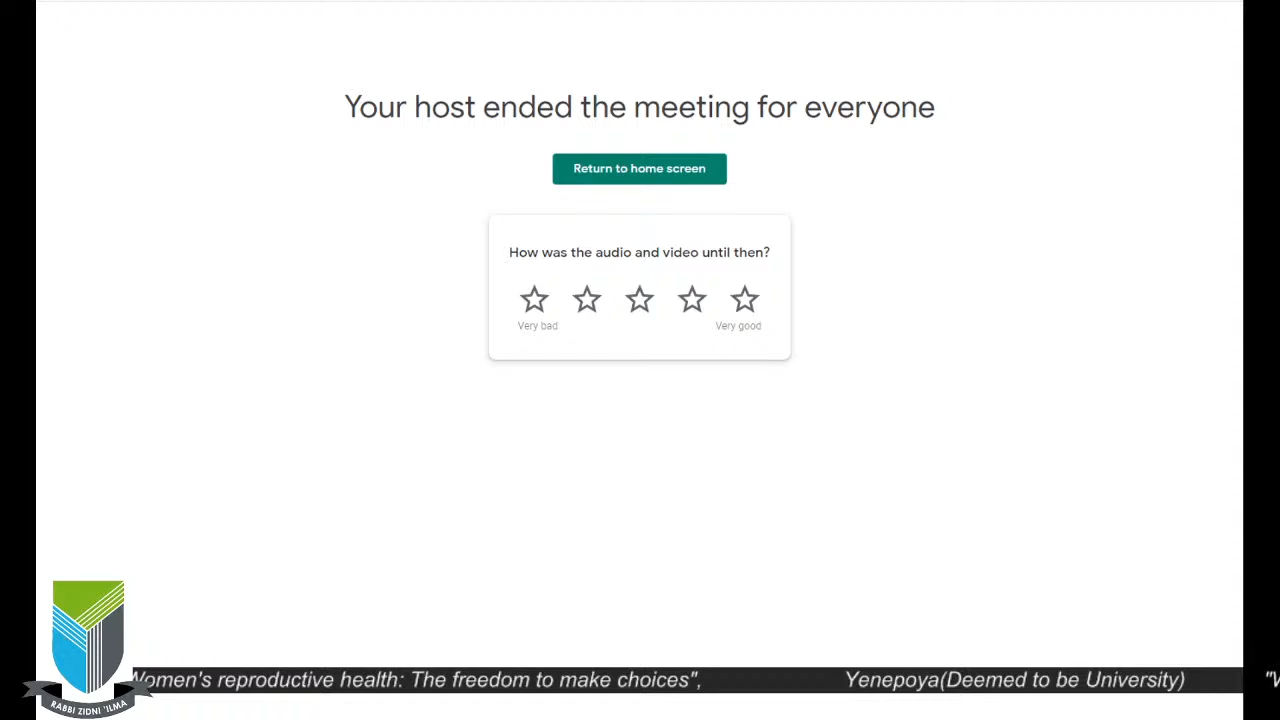 Your host ended the meeting for everyone
Return to home screen
How was the audio and video until then?
Very bad
Very good
Women's reproductive health: The freedom to make choices", Yenepoya(Deemed to be University) "W
RABBI ZIDNI 'ILMA